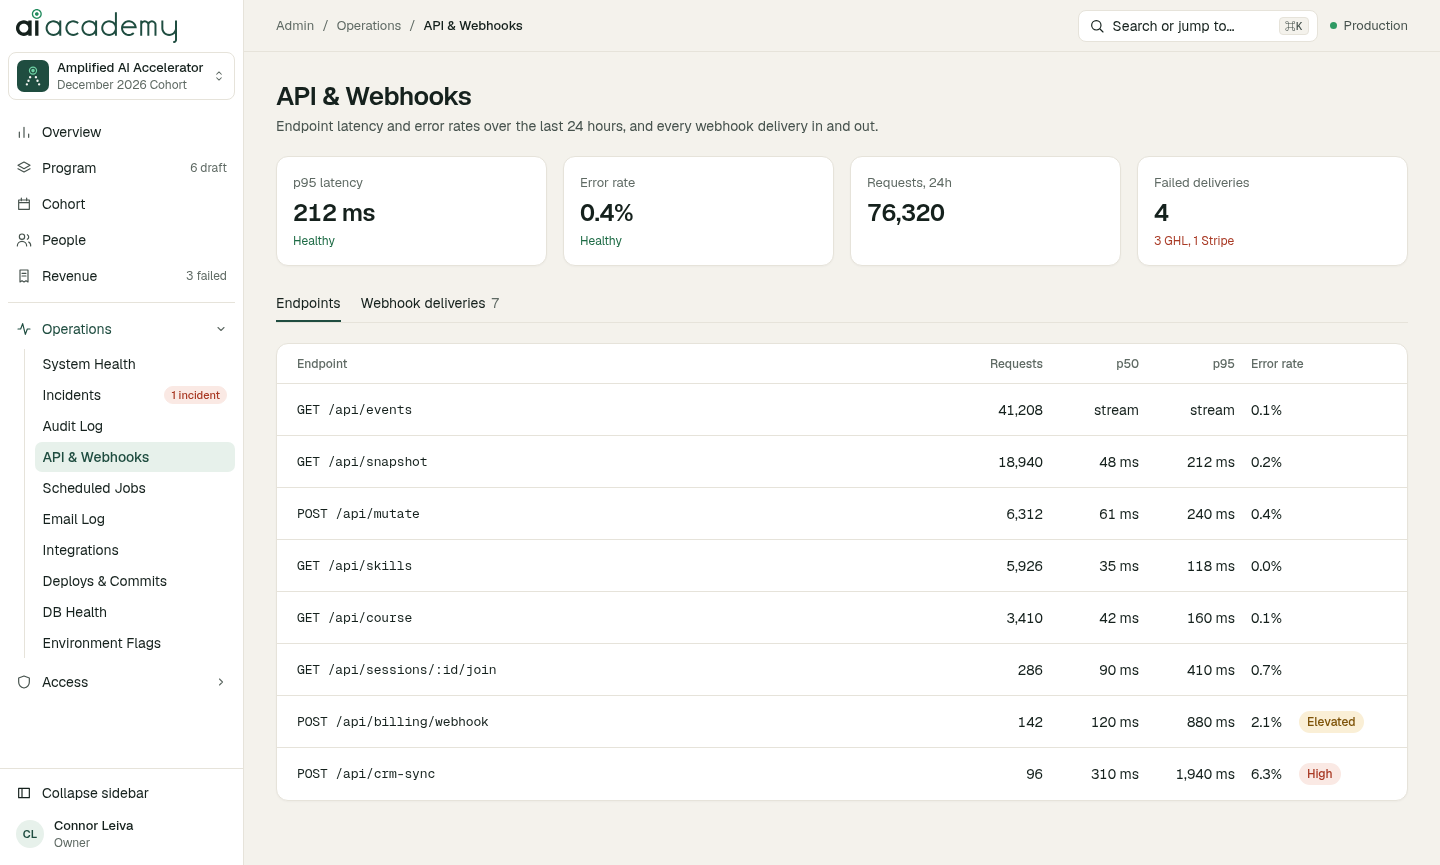 ai academy
Amplified AI Accelerator
December 2026 Cohort
Overview
Program 6 draft
Cohort
People
Revenue 3 failed
Operations
System Health
Incidents 1 incident
Audit Log
API & Webhooks
Scheduled Jobs
Email Log
Integrations
Deploys & Commits
DB Health
Environment Flags
Access
Collapse sidebar
CL
Connor Leiva
Owner
Admin / Operations / API & Webhooks
Search or jump to… ⌘K
Production
API & Webhooks
Endpoint latency and error rates over the last 24 hours, and every webhook delivery in and out.
p95 latency
212 ms
Healthy
Error rate
0.4%
Healthy
Requests, 24h
76,320
Failed deliveries
4
3 GHL, 1 Stripe
Endpoints Webhook deliveries 7
Endpoint Requests p50 p95 Error rate
GET /api/events 41,208 stream stream 0.1%
GET /api/snapshot 18,940 48 ms 212 ms 0.2%
POST /api/mutate 6,312 61 ms 240 ms 0.4%
GET /api/skills 5,926 35 ms 118 ms 0.0%
GET /api/course 3,410 42 ms 160 ms 0.1%
GET /api/sessions/:id/join 286 90 ms 410 ms 0.7%
POST /api/billing/webhook 142 120 ms 880 ms 2.1% Elevated
POST /api/crm-sync 96 310 ms 1,940 ms 6.3% High